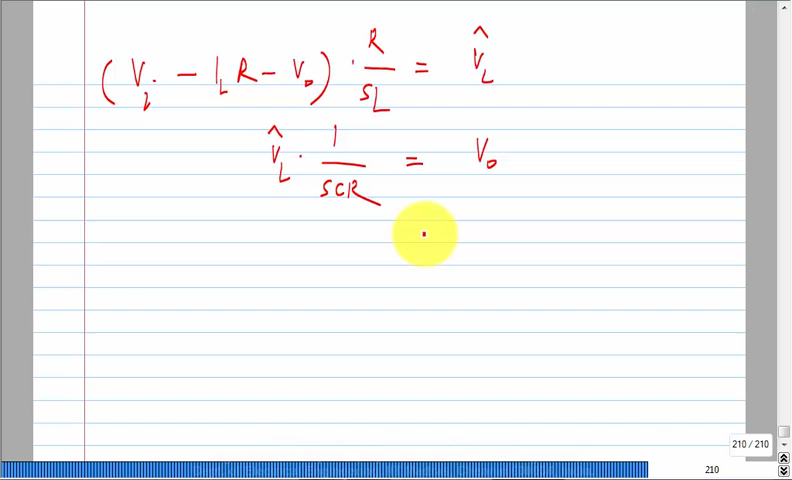 (V_i - I_L R - V_o) · R/sL = V̂_L
V̂_L · 1/sCR = V_o
210 / 210
210